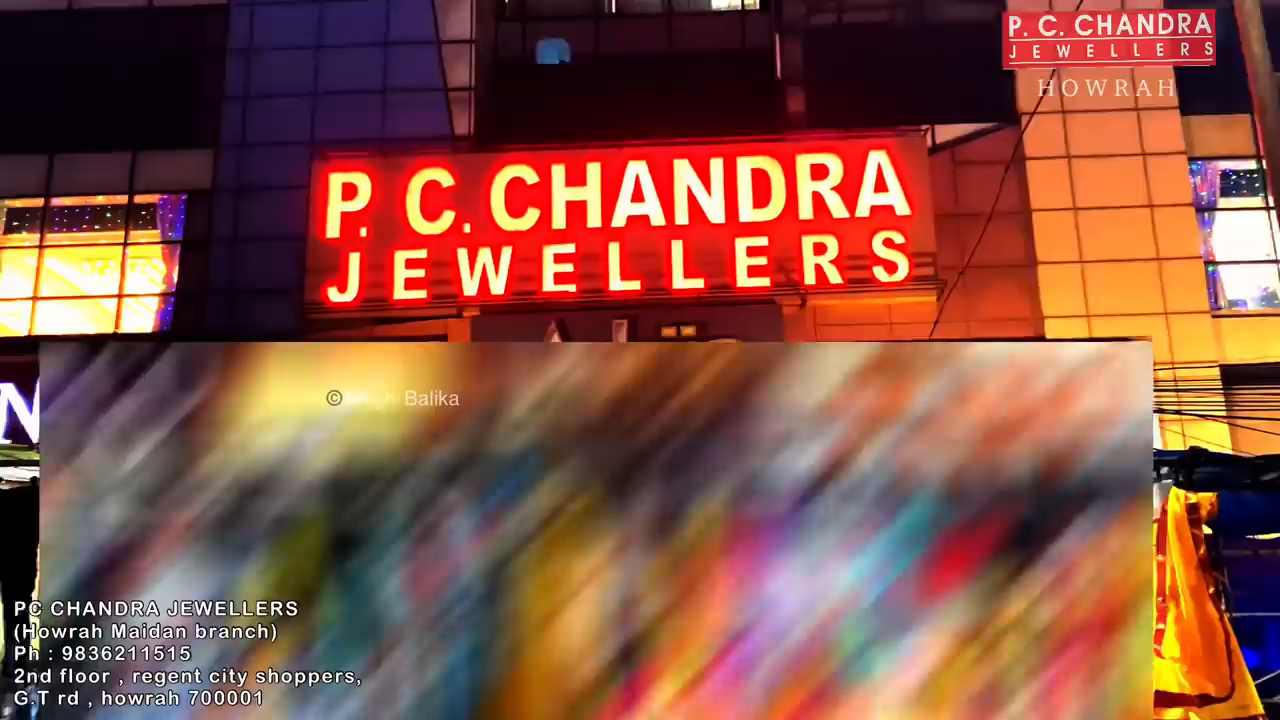 P. C. CHANDRA
JEWELLERS
HOWRAH
P. C. CHANDRA
JEWELLERS
N
© Balika
PC CHANDRA JEWELLERS
(Howrah Maidan branch)
Ph : 9836211515
2nd floor , regent city shoppers,
G.T rd , howrah 700001